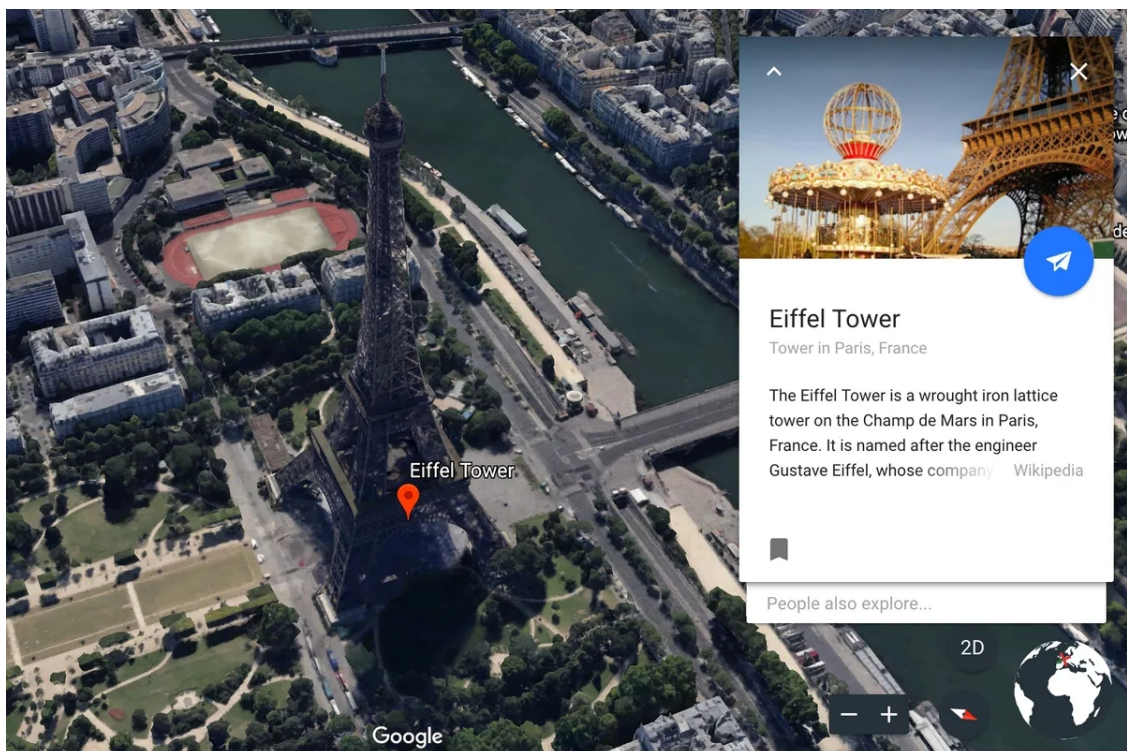 Eiffel Tower
Google
Eiffel Tower
Tower in Paris, France
The Eiffel Tower is a wrought iron lattice
tower on the Champ de Mars in Paris,
France. It is named after the engineer
Gustave Eiffel, whose company Wikipedia
People also explore...
2D